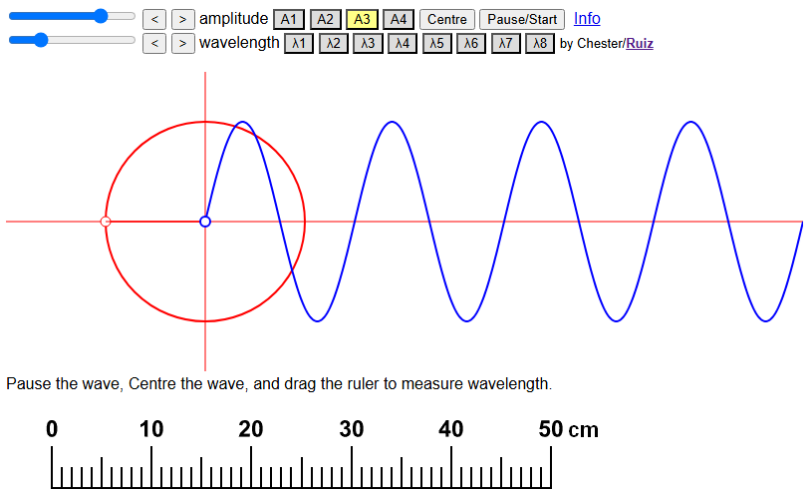 < > amplitude A1 A2 A3 A4 Centre Pause/Start Info
< > wavelength λ1 λ2 λ3 λ4 λ5 λ6 λ7 λ8 by Chester/Ruiz
Pause the wave, Centre the wave, and drag the ruler to measure wavelength.
0 10 20 30 40 50 cm